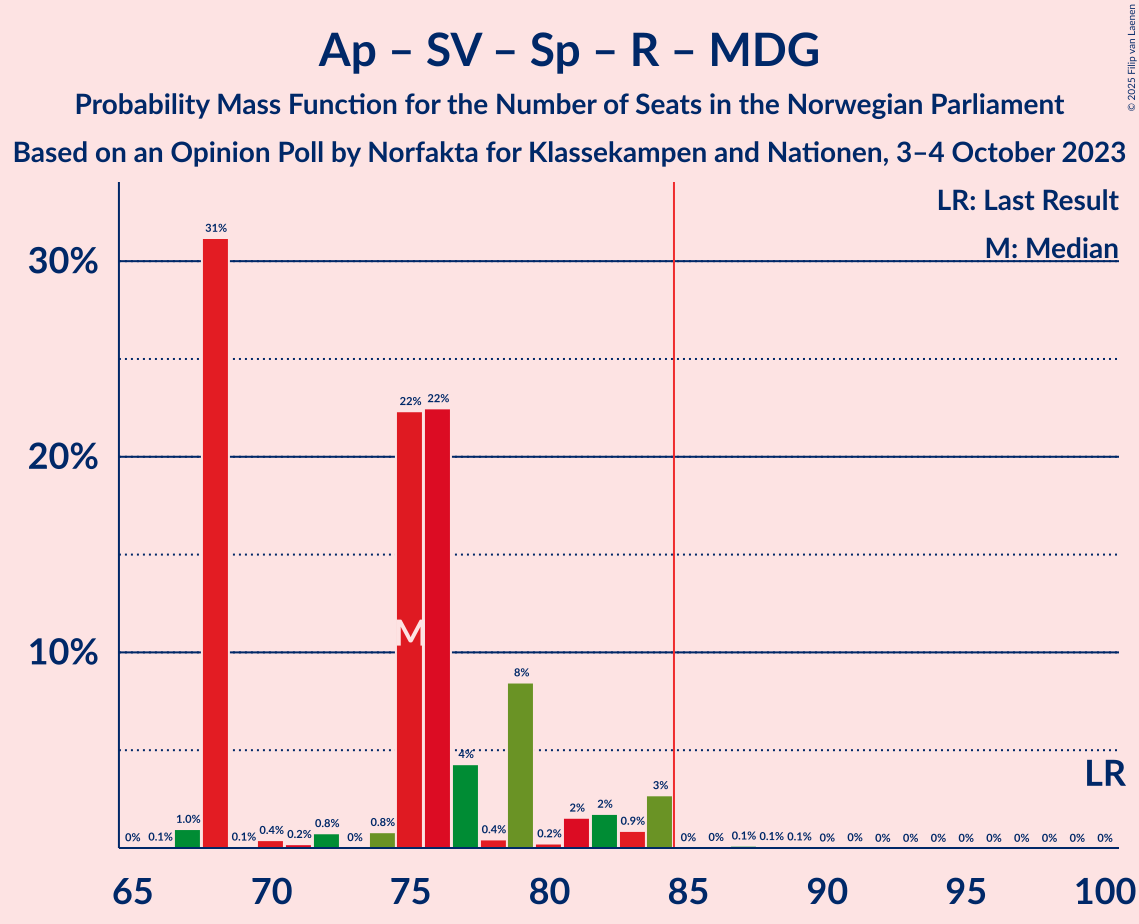 Ap – SV – Sp – R – MDG
Probability Mass Function for the Number of Seats in the Norwegian Parliament
Based on an Opinion Poll by Norfakta for Klassekampen and Nationen, 3–4 October 2023
© 2025 Filip van Laenen
LR: Last Result
M: Median
30%
20%
10%
0% 0.1% 1.0% 31% 0.1% 0.4% 0.2% 0.8% 0% 0.8% 22% 22% 4% 0.4% 8% 0.2% 2% 2% 0.9% 3% 0% 0% 0.1% 0.1% 0.1% 0% 0% 0% 0% 0% 0% 0% 0% 0% 0% 0%
M
LR
65 70 75 80 85 90 95 100